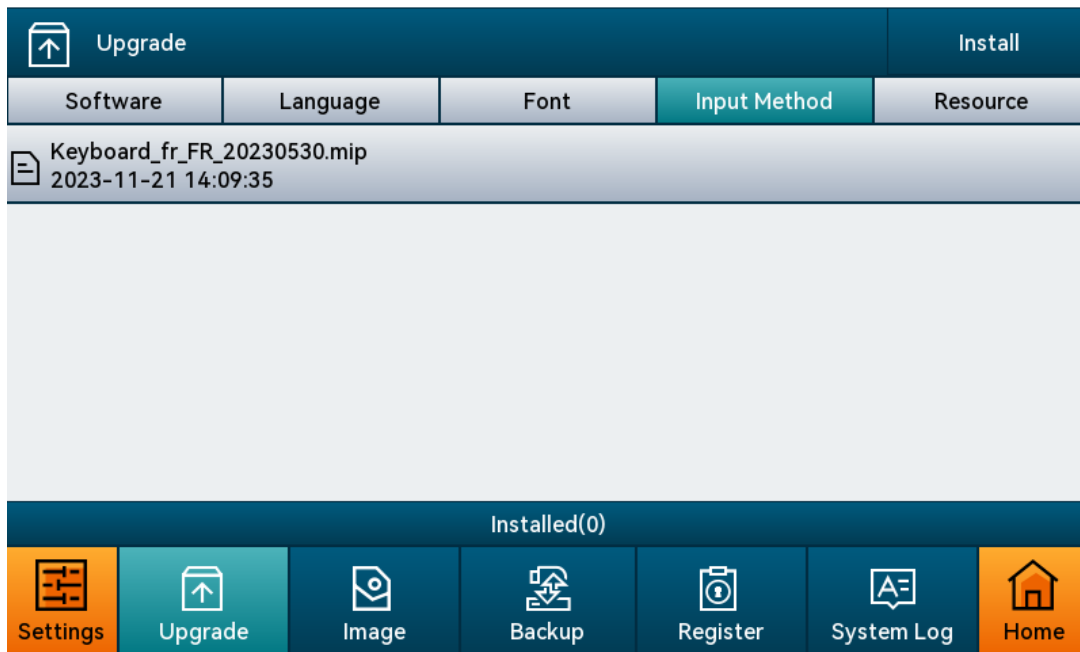 Upgrade
Install
Software
Language
Font
Input Method
Resource
Keyboard_fr_FR_20230530.mip
2023-11-21 14:09:35
Installed(0)
Settings
Upgrade
Image
Backup
Register
System Log
Home